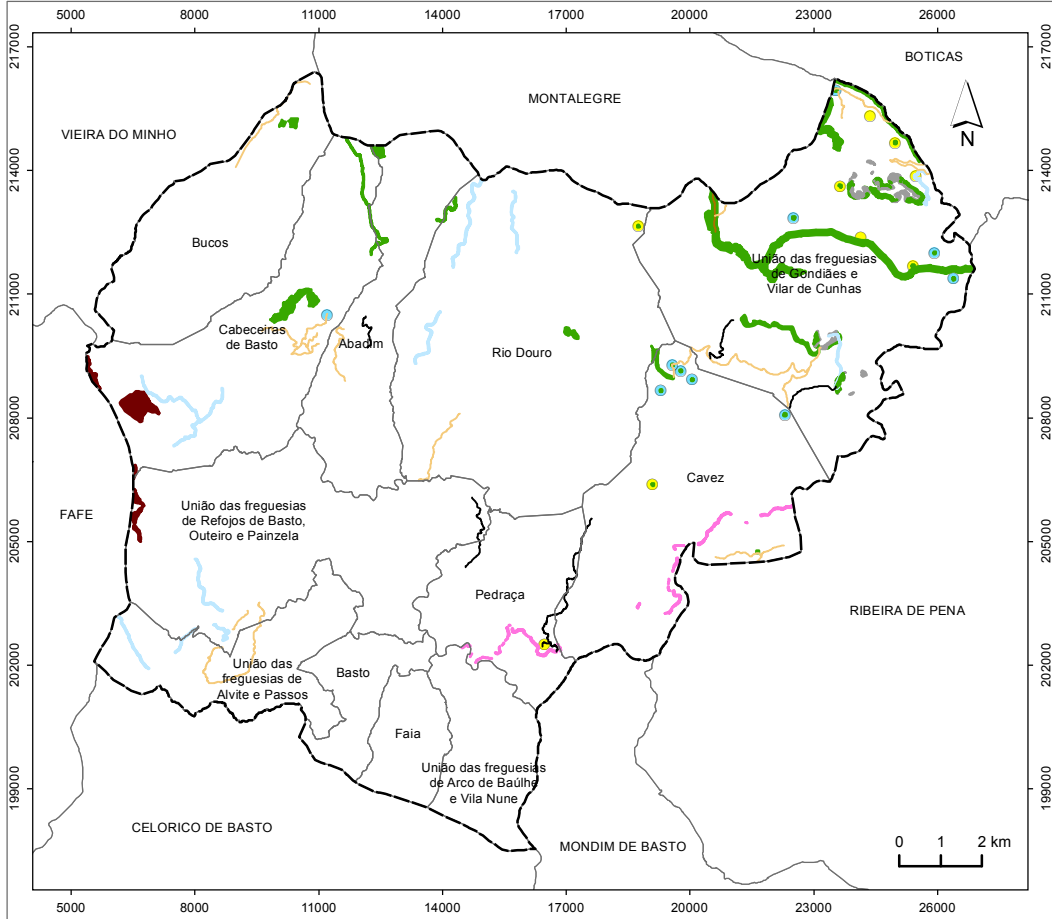 5000 8000 11000 14000 17000 20000 23000 26000
217000 217000
BOTICAS
MONTALEGRE
VIEIRA DO MINHO
N
214000 214000
Bucos
União das freguesias
de Gondiães e
Vilar de Cunhas
211000 211000
Cabeceiras
de Basto
Abadim
Rio Douro
208000 208000
Cavez
União das freguesias
de Refojos de Basto,
Outeiro e Painzela
FAFE
205000 205000
Pedraça
RIBEIRA DE PENA
202000 202000
União das
freguesias de
Alvite e Passos
Basto
Faia
União das freguesias
de Arco de Baúlhe
e Vila Nune
199000 199000
CELORICO DE BASTO
MONDIM DE BASTO
0 1 2 km
5000 8000 11000 14000 17000 20000 23000 26000